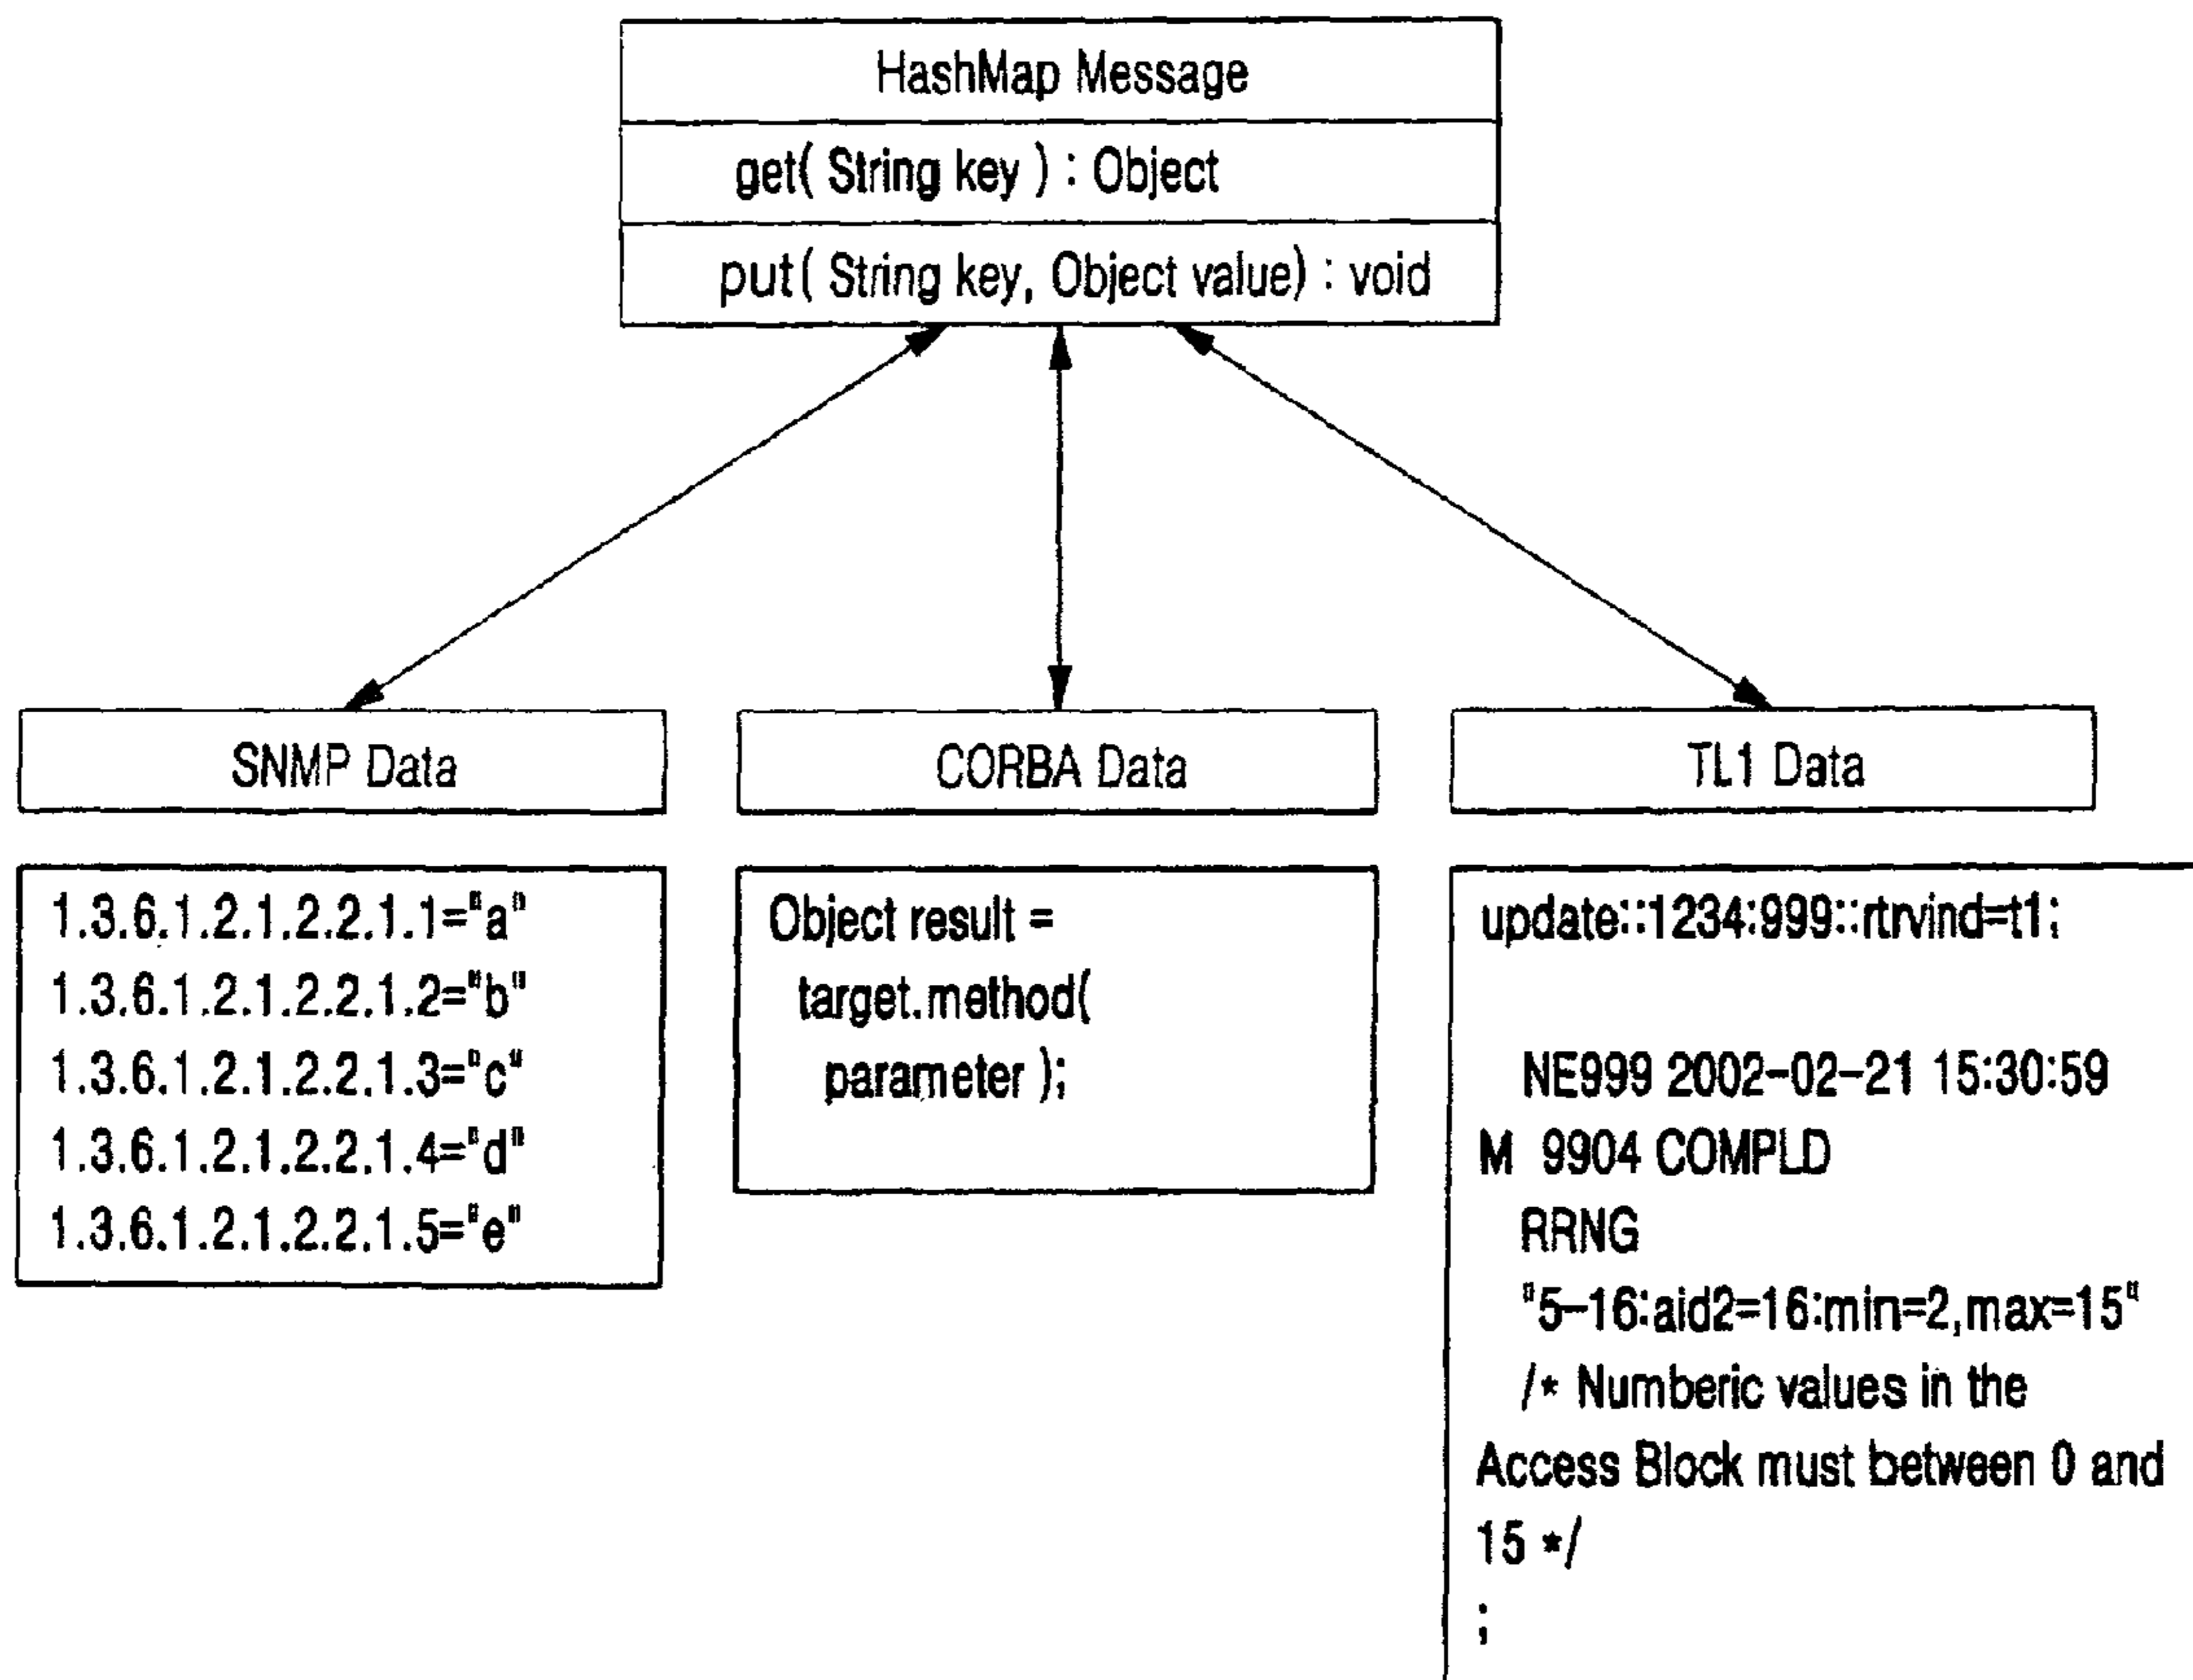 HashMap Message
get( String key ) : Object
put( String key, Object value) : void
SNMP Data
CORBA Data
TL1 Data
1.3.6.1.2.1.2.2.1.1="a"
1.3.6.1.2.1.2.2.1.2="b"
1.3.6.1.2.1.2.2.1.3="c"
1.3.6.1.2.1.2.2.1.4="d"
1.3.6.1.2.1.2.2.1.5="e"
Object result =
target.method(
parameter );
update::1234:999::rtrvind=t1;
NE999 2002-02-21 15:30:59
M 9904 COMPLD
RRNG
"5-16:aid2=16:min=2,max=15"
/* Numberic values in the
Access Block must between 0 and
15 */
;